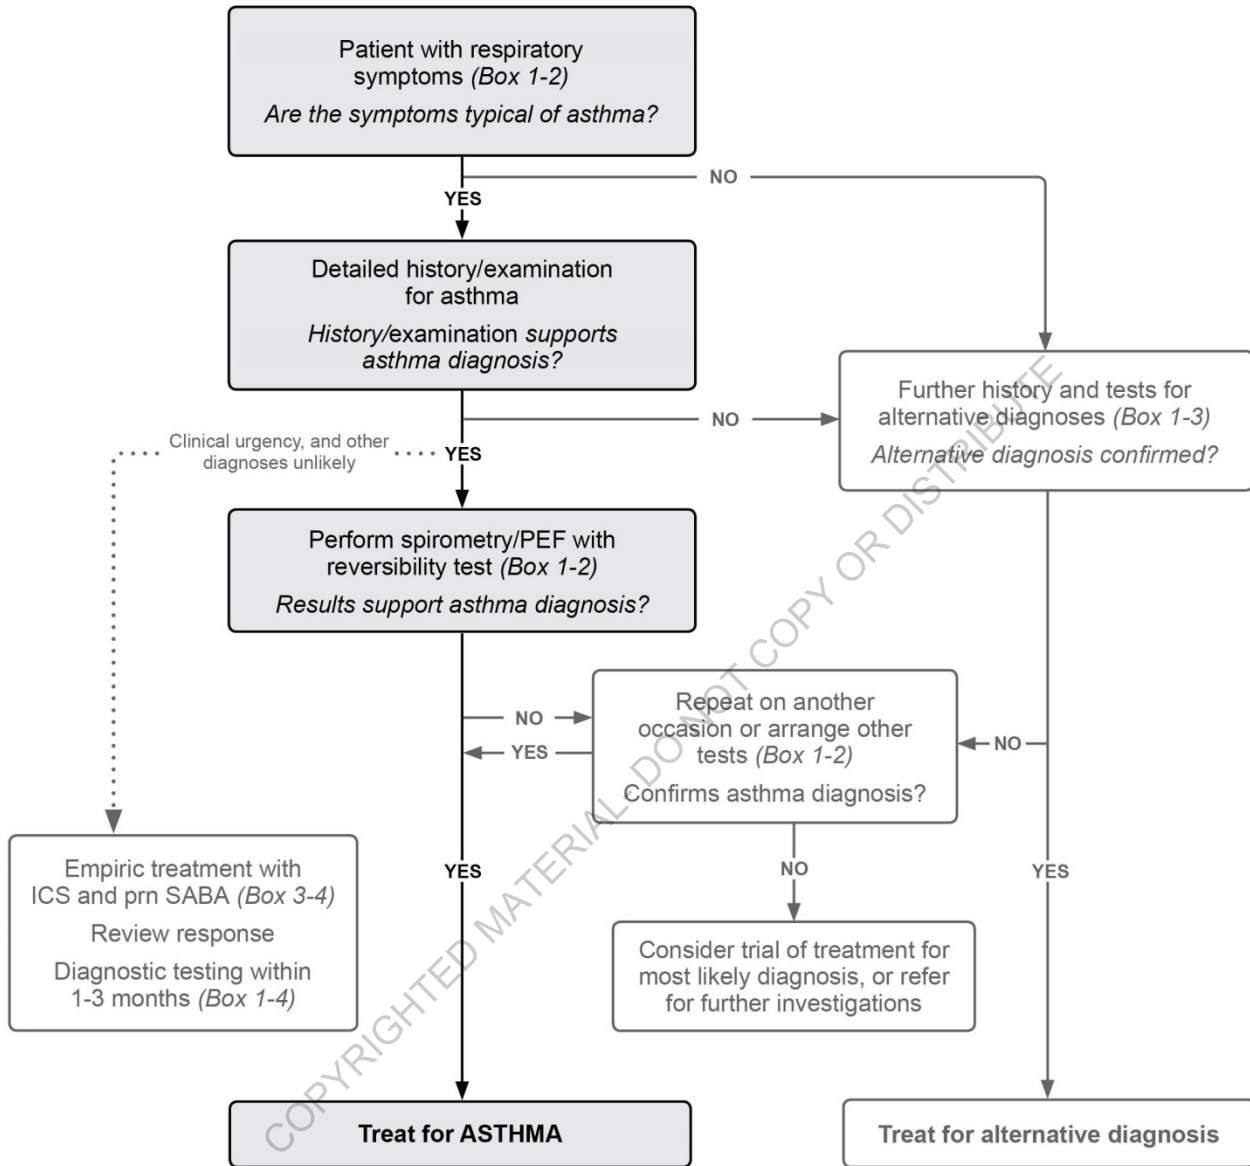 Patient with respiratory
symptoms (Box 1-2)
Are the symptoms typical of asthma?
NO
YES
Detailed history/examination
for asthma
History/examination supports
asthma diagnosis?
Further history and tests for
alternative diagnoses (Box 1-3)
Alternative diagnosis confirmed?
NO
Clinical urgency, and other
diagnoses unlikely
YES
Perform spirometry/PEF with
reversibility test (Box 1-2)
Results support asthma diagnosis?
Repeat on another
occasion or arrange other
tests (Box 1-2)
Confirms asthma diagnosis?
NO
YES
NO
Empiric treatment with
ICS and prn SABA (Box 3-4)
Review response
Diagnostic testing within
1-3 months (Box 1-4)
YES
NO
YES
Consider trial of treatment for
most likely diagnosis, or refer
for further investigations
Treat for ASTHMA
Treat for alternative diagnosis
COPYRIGHTED MATERIAL- DO NOT COPY OR DISTRIBUTE